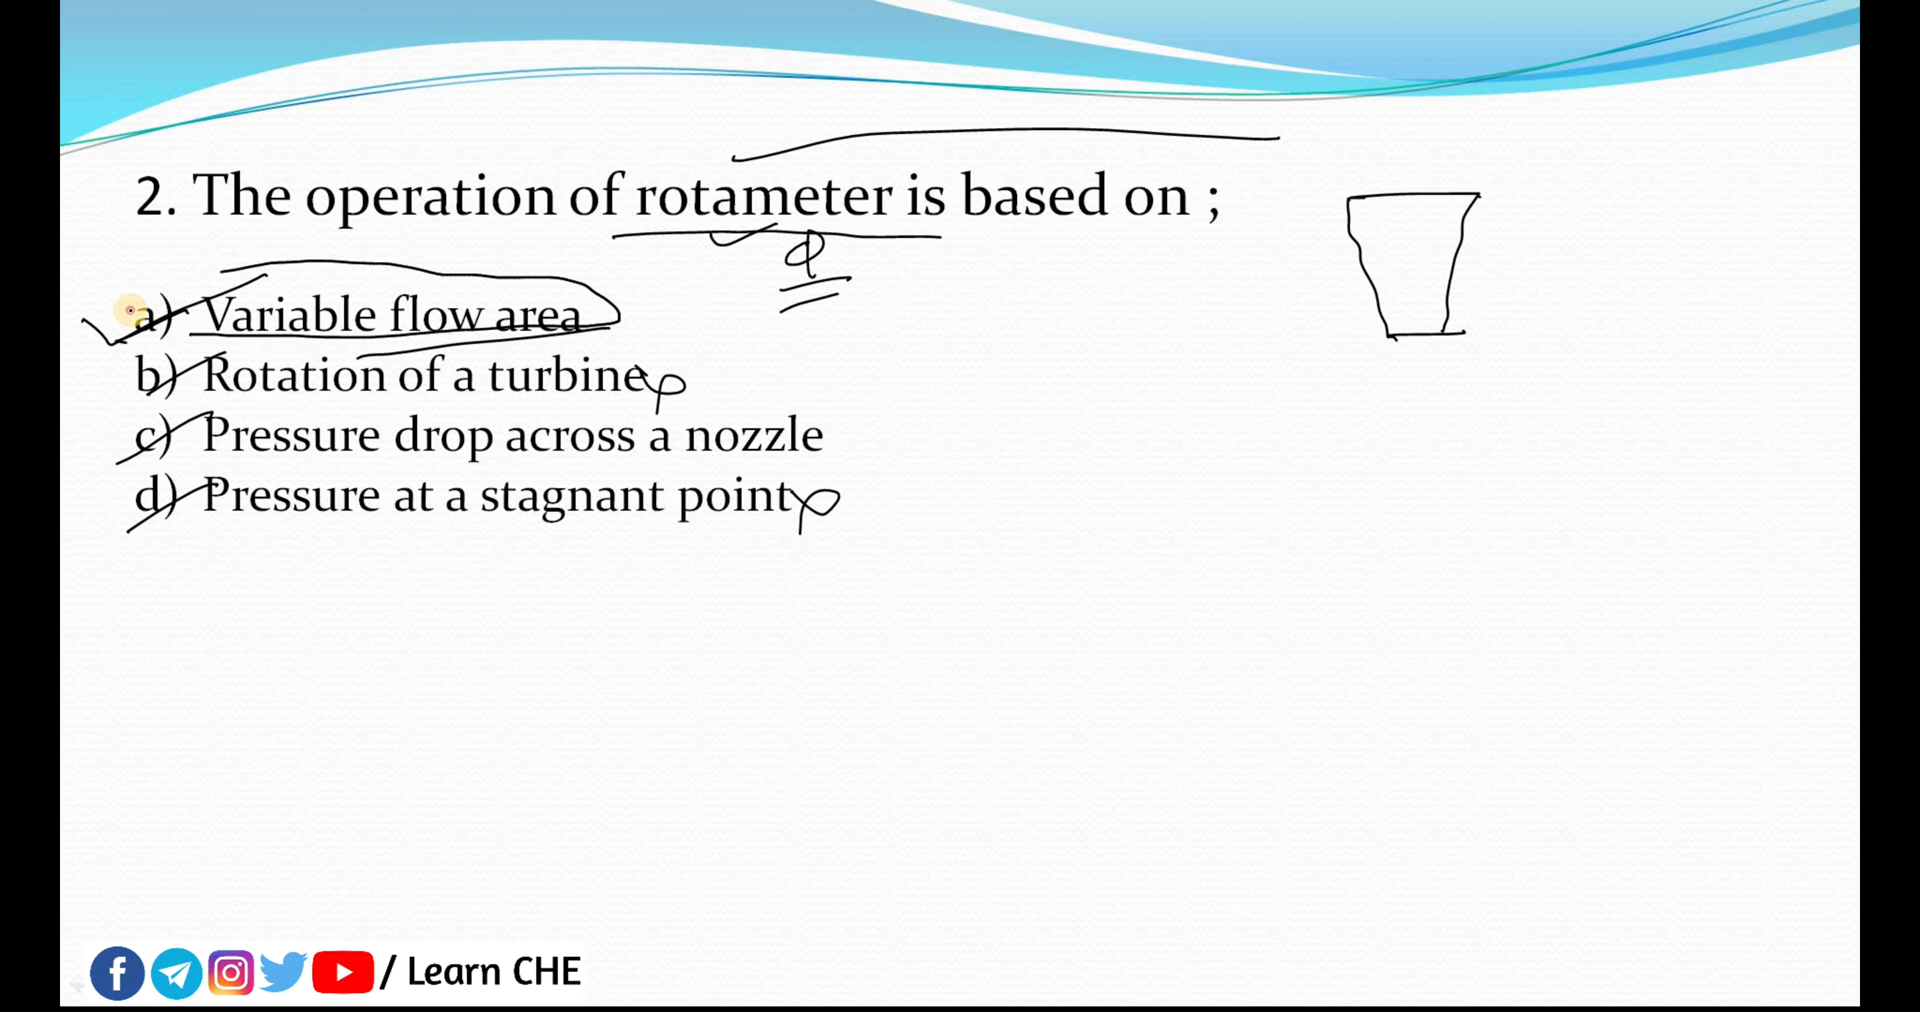 2. The operation of rotameter is based on ;
a) Variable flow area
b) Rotation of a turbine
c) Pressure drop across a nozzle
d) Pressure at a stagnant point
/ Learn CHE